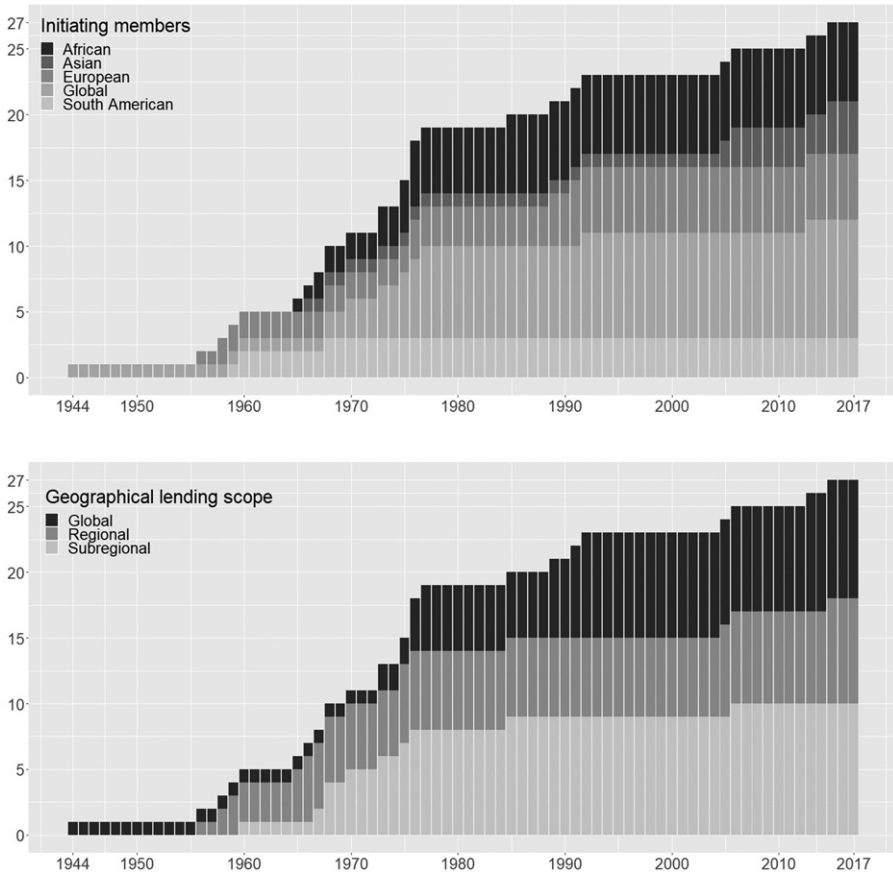 Initiating members
African
Asian
European
Global
South American
27
25
20
15
10
5
0
1944 1950 1960 1970 1980 1990 2000 2010 2017
Geographical lending scope
Global
Regional
Subregional
27
25
20
15
10
5
0
1944 1950 1960 1970 1980 1990 2000 2010 2017